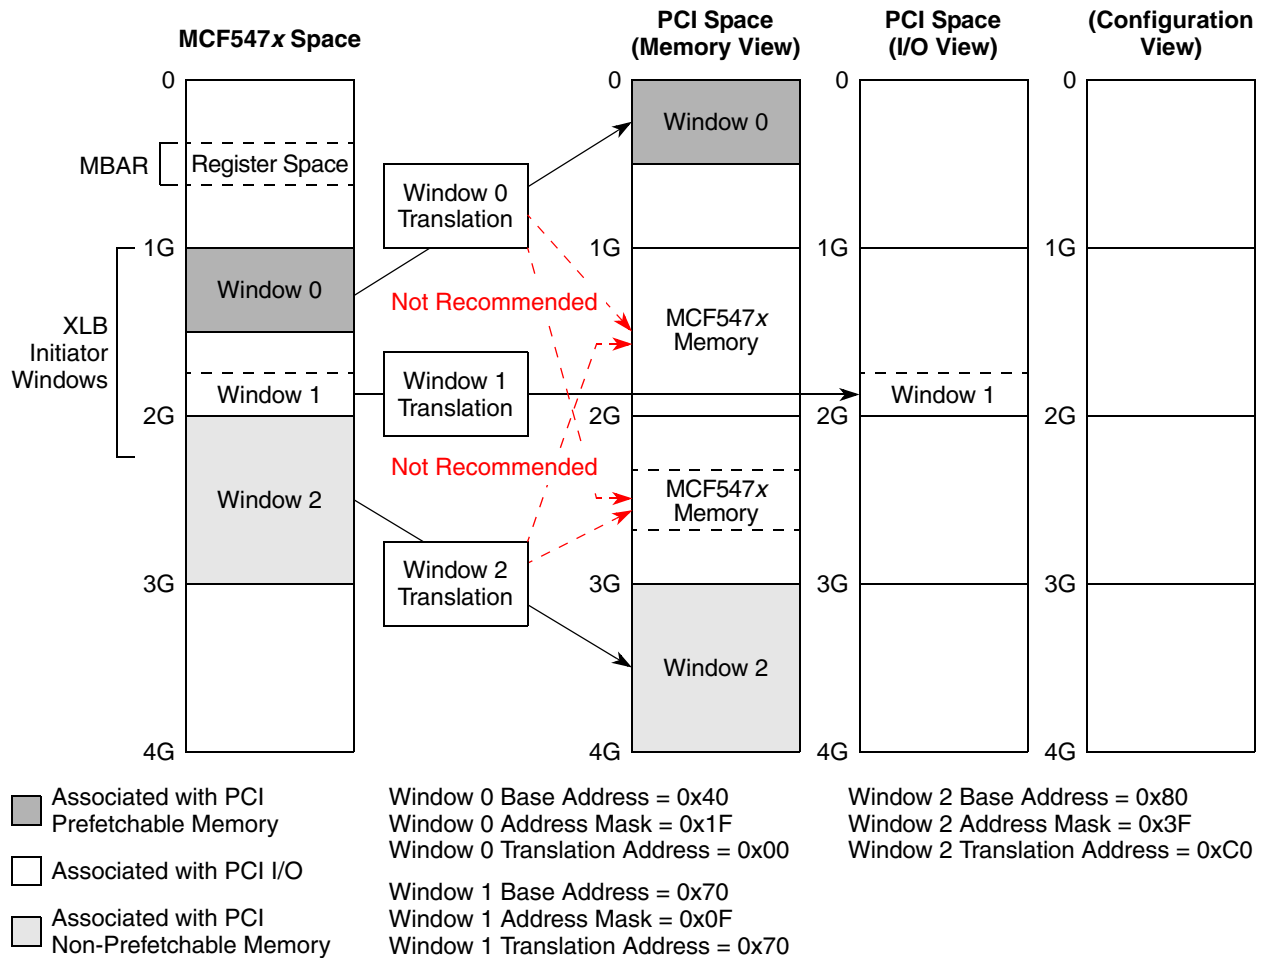 MCF547x Space
PCI Space
(Memory View)
PCI Space
(I/O View)
(Configuration
View)
0
0
0
0
MBAR
Register Space
Window 0
Window 0
Translation
1G
1G
1G
1G
Window 0
Not Recommended
MCF547x
Memory
XLB
Initiator
Windows
Window 1
Window 1
Translation
Window 1
2G
2G
2G
2G
Not Recommended
Window 2
MCF547x
Memory
Window 2
Translation
3G
3G
3G
3G
Window 2
4G
4G
4G
4G
Associated with PCI
Prefetchable Memory
Associated with PCI I/O
Associated with PCI
Non-Prefetchable Memory
Window 0 Base Address = 0x40
Window 0 Address Mask = 0x1F
Window 0 Translation Address = 0x00
Window 1 Base Address = 0x70
Window 1 Address Mask = 0x0F
Window 1 Translation Address = 0x70
Window 2 Base Address = 0x80
Window 2 Address Mask = 0x3F
Window 2 Translation Address = 0xC0